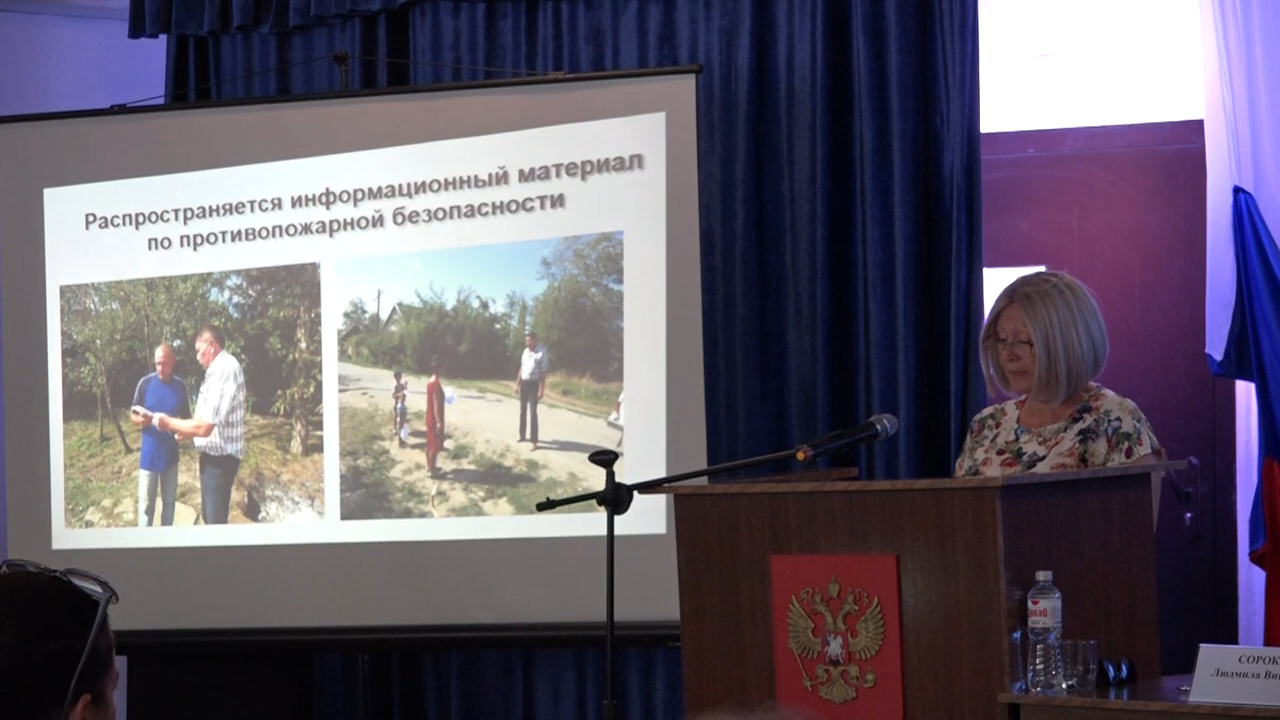 Распространяется информационный материал
по противопожарной безопасности
СОРОК
Людмила Ви